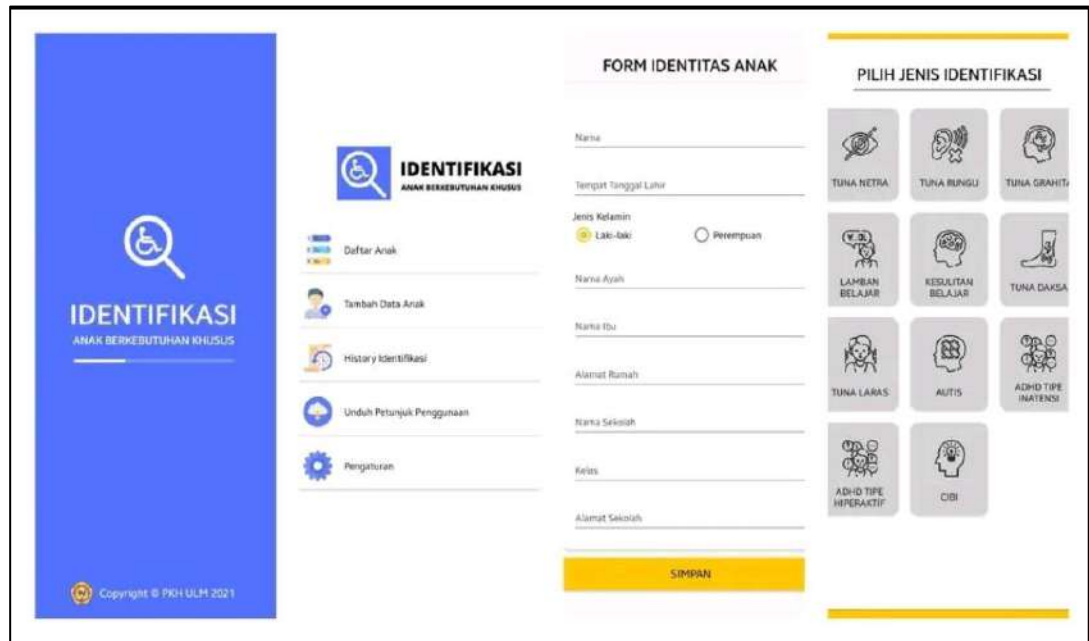 IDENTIFIKASI
ANAK BERKEBUTUHAN KHUSUS
Copyright © PKH ULM 2021
IDENTIFIKASI
ANAK BERKEBUTUHAN KHUSUS
Daftar Anak
Tambah Data Anak
History Identifikasi
Unduh Petunjuk Penggunaan
Pengaturan
FORM IDENTITAS ANAK
Nama
Tempat Tanggal Lahir
Jenis Kelamin
Laki-laki
Perempuan
Nama Ayah
Nama Ibu
Alamat Rumah
Nama Sekolah
Kelas
Alamat Sekolah
SIMPAN
PILIH JENIS IDENTIFIKASI
TUNA NETRA
TUNA RUNGU
TUNA GRAHITA
LAMBAN
BELAJAR
KESULITAN
BELAJAR
TUNA DAKSA
TUNA LARAS
AUTIS
ADHD TIPE
INATENSI
ADHD TIPE
HIPERAKTIF
CIBI